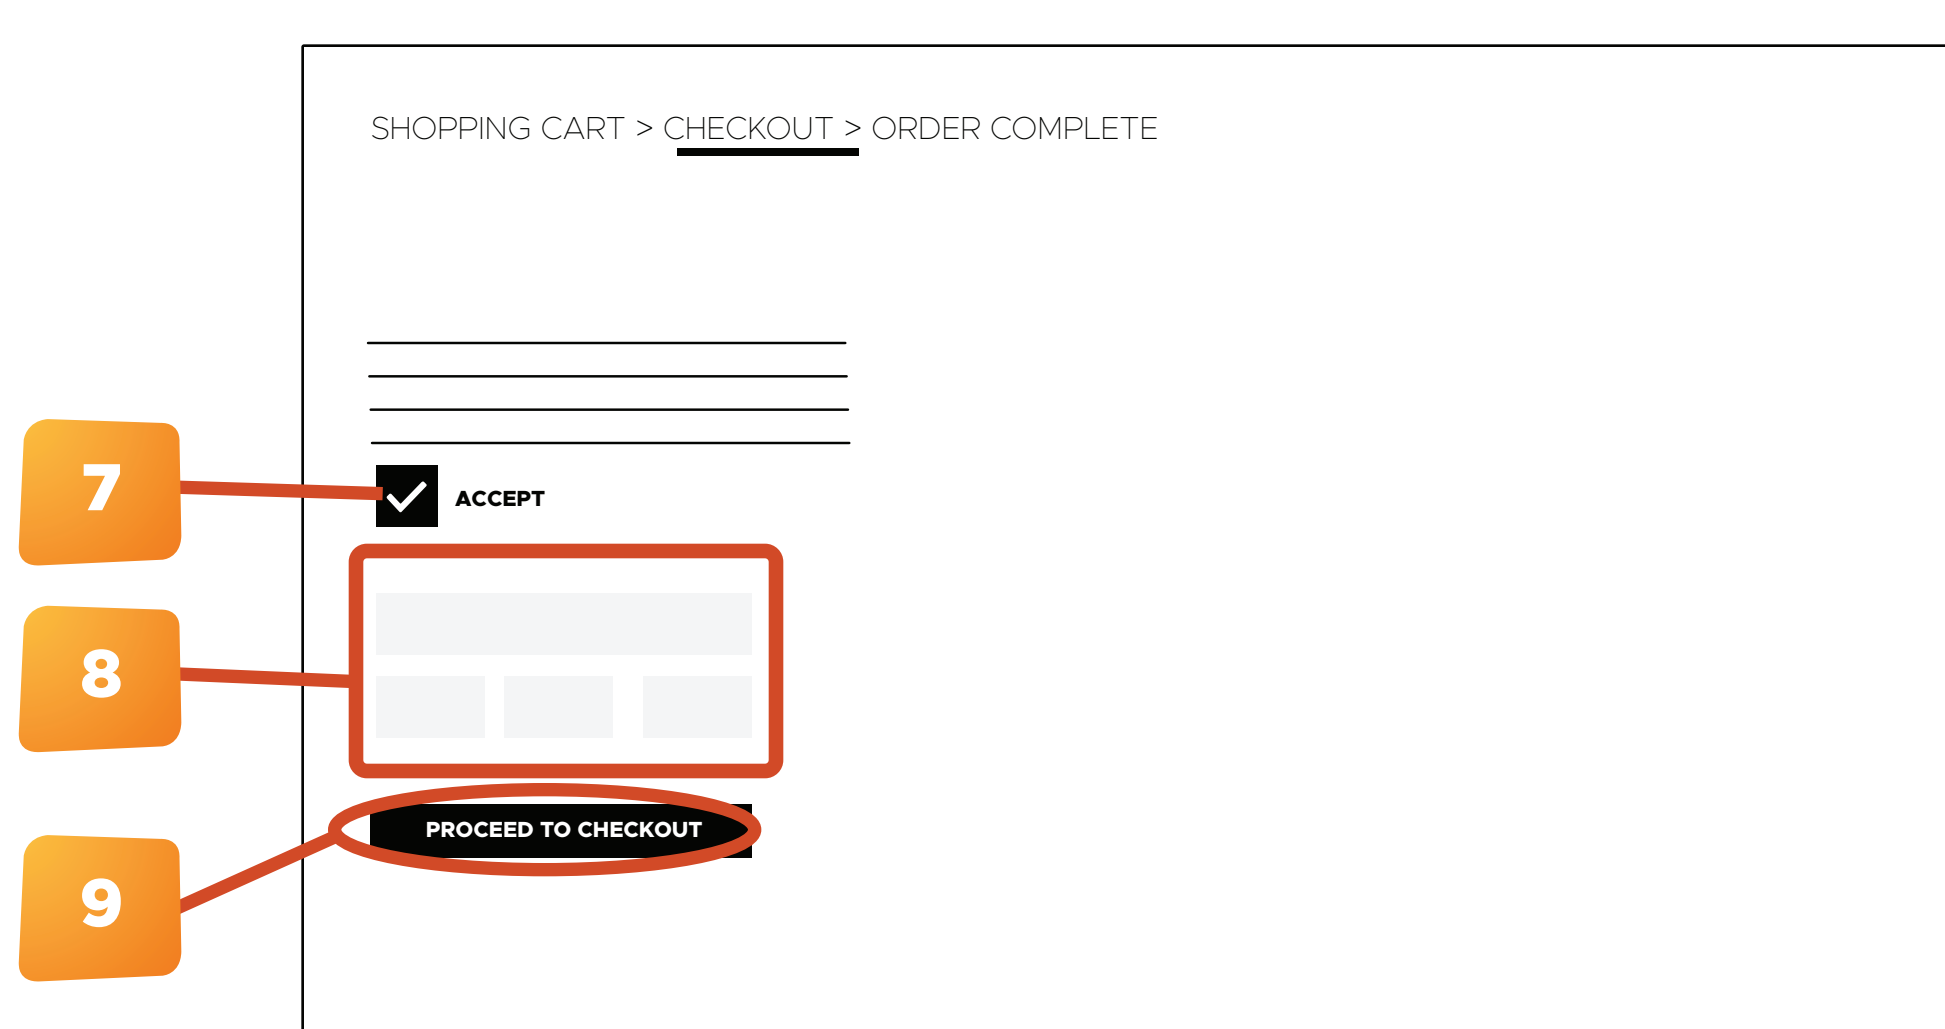 SHOPPING CART > CHECKOUT > ORDER COMPLETE
7
ACCEPT
8
PROCEED TO CHECKOUT
9